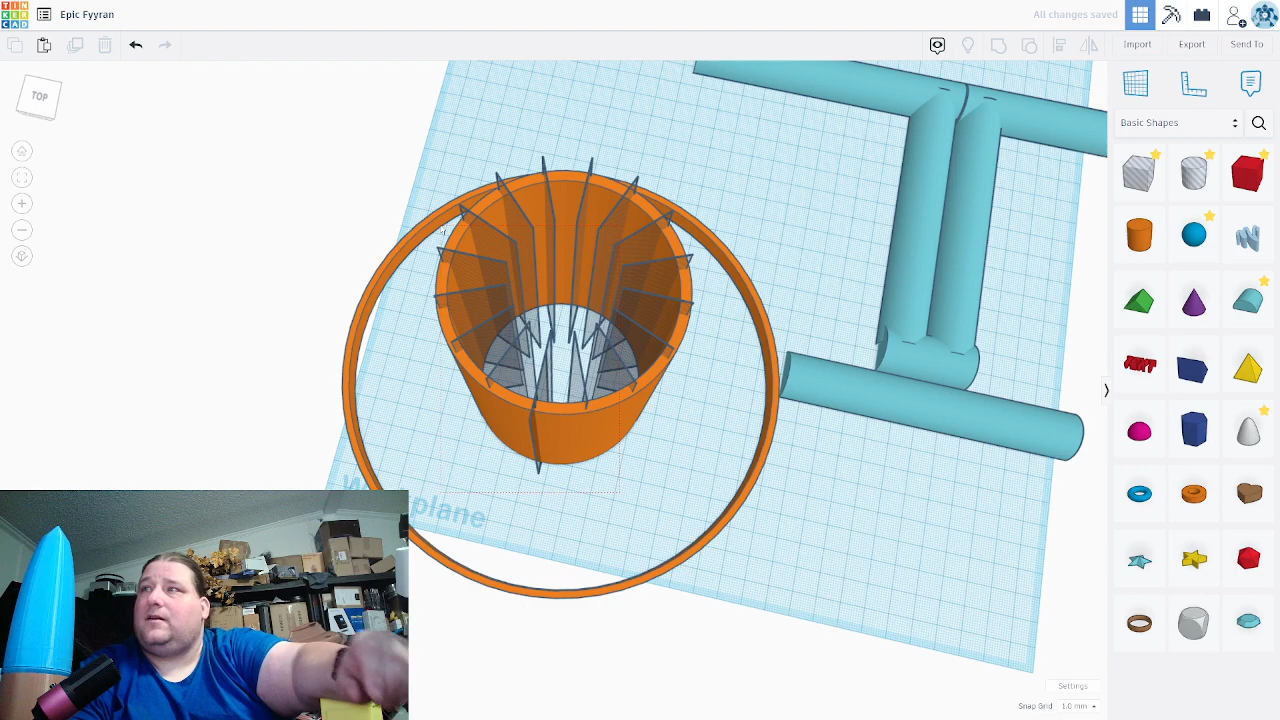 TIN
KER
CAD
Epic Fyyran
All changes saved
Import
Export
Send To
TOP
Basic Shapes
Workplane
Settings
Snap Grid 1.0 mm